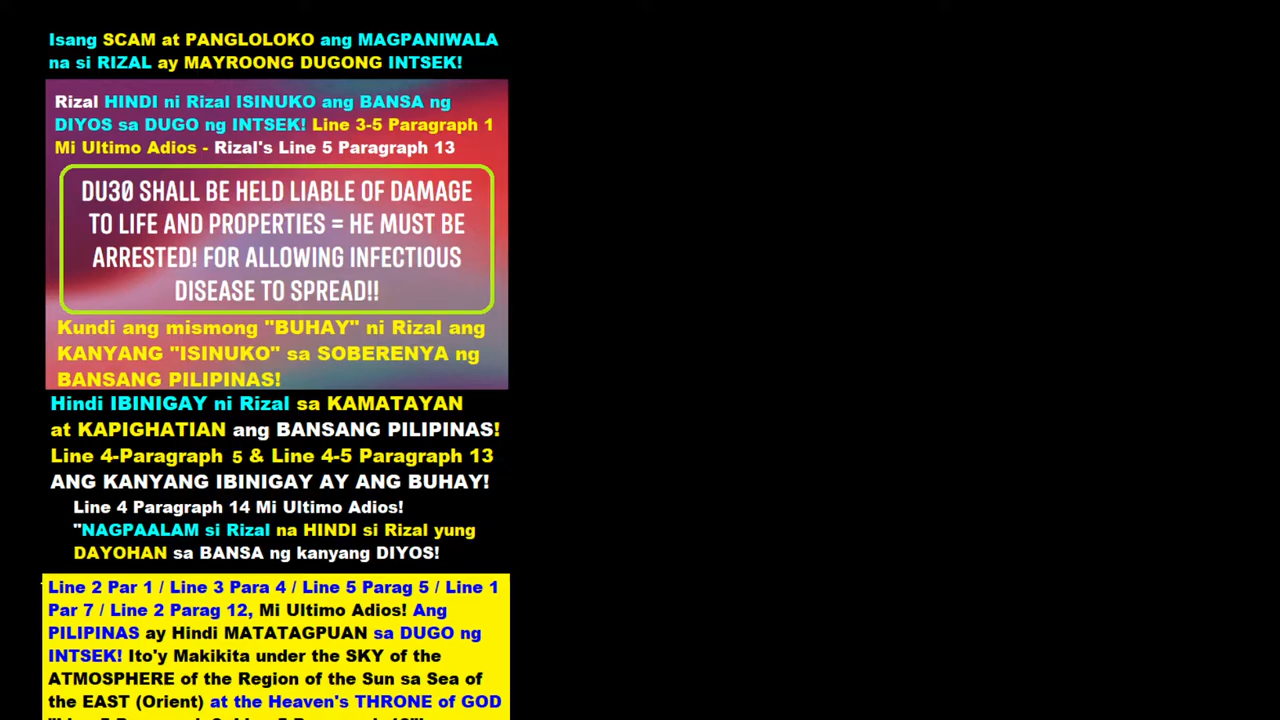 Isang SCAM at PANGLOLOKO ang MAGPANIWALA
na si RIZAL ay MAYROONG DUGONG INTSEK!
Rizal HINDI ni Rizal ISINUKO ang BANSA ng
DIYOS sa DUGO ng INTSEK! Line 3-5 Paragraph 1
Mi Ultimo Adios - Rizal's Line 5 Paragraph 13
DU30 SHALL BE HELD LIABLE OF DAMAGE
TO LIFE AND PROPERTIES = HE MUST BE
ARRESTED! FOR ALLOWING INFECTIOUS
DISEASE TO SPREAD!!
Kundi ang mismong "BUHAY" ni Rizal ang
KANYANG "ISINUKO" sa SOBERENYA ng
BANSANG PILIPINAS!
Hindi IBINIGAY ni Rizal sa KAMATAYAN
at KAPIGHATIAN ang BANSANG PILIPINAS!
Line 4-Paragraph 5 & Line 4-5 Paragraph 13
ANG KANYANG IBINIGAY AY ANG BUHAY!
Line 4 Paragraph 14 Mi Ultimo Adios!
"NAGPAALAM si Rizal na HINDI si Rizal yung
DAYOHAN sa BANSA ng kanyang DIYOS!
Line 2 Par 1 / Line 3 Para 4 / Line 5 Parag 5 / Line 1
Par 7 / Line 2 Parag 12, Mi Ultimo Adios! Ang
PILIPINAS ay Hindi MATATAGPUAN sa DUGO ng
INTSEK! Ito'y Makikita under the SKY of the
ATMOSPHERE of the Region of the Sun sa Sea of
the EAST (Orient) at the Heaven's THRONE of GOD